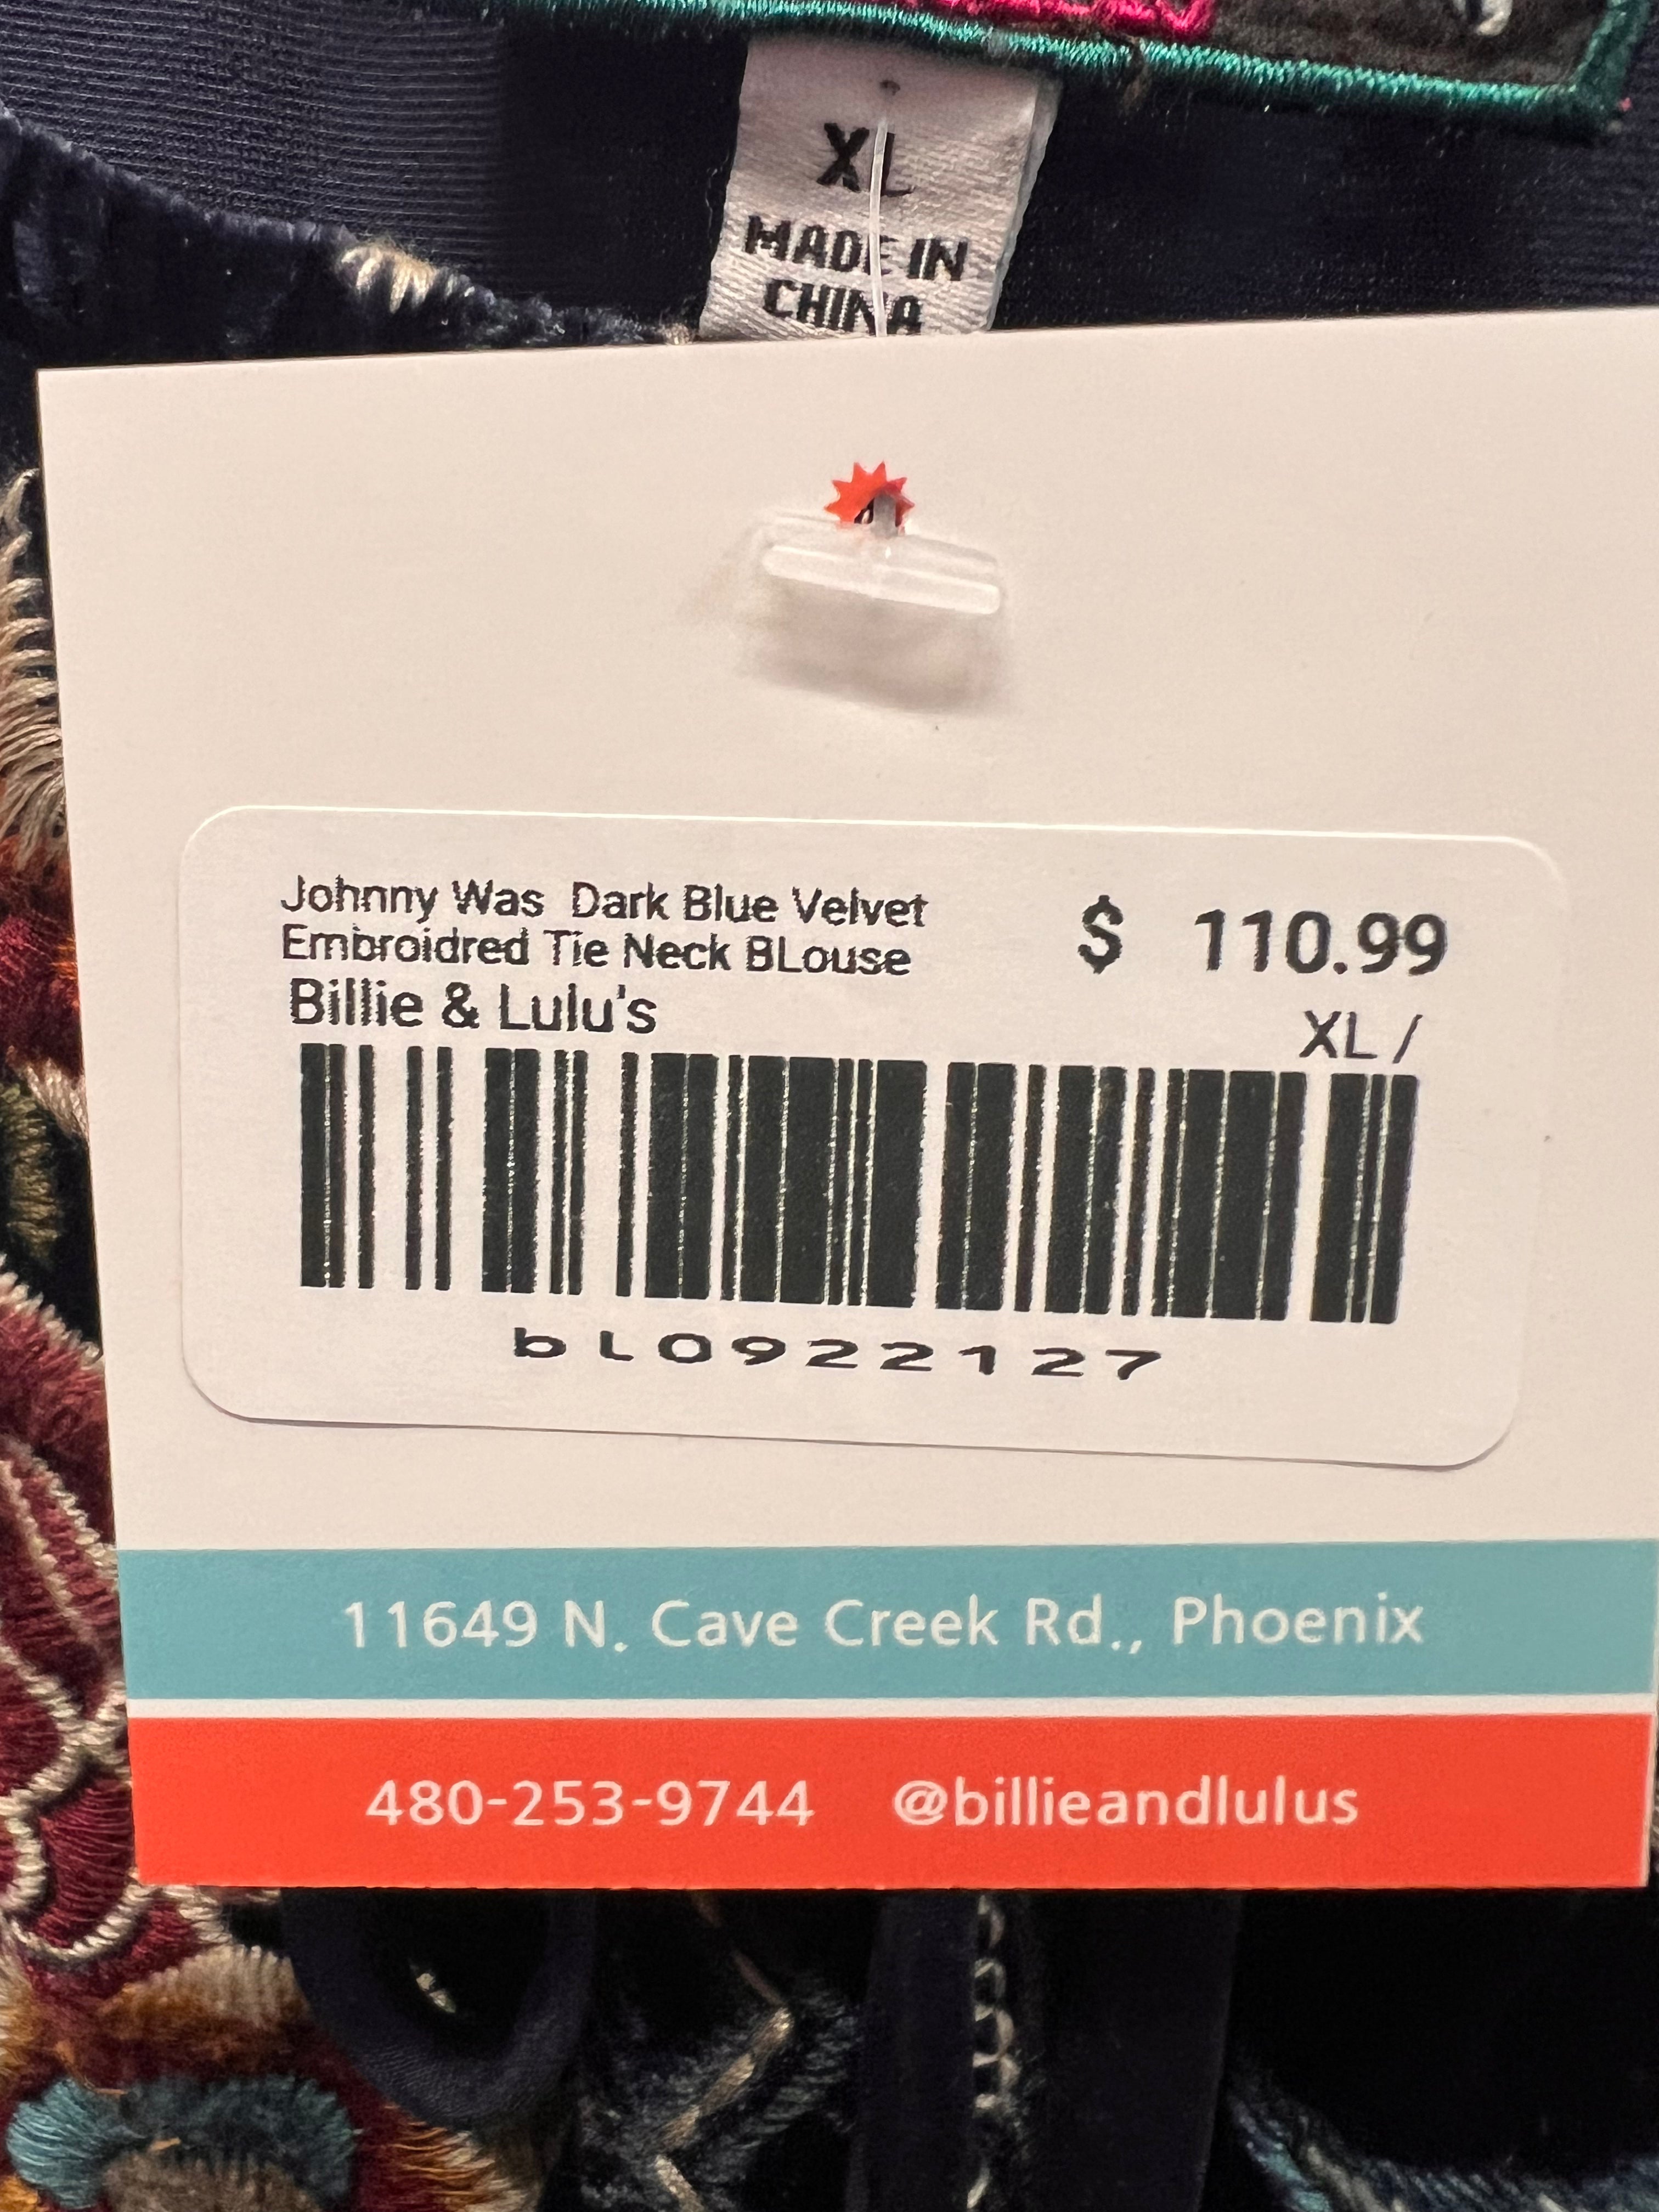 XL
MADE IN
CHINA
Johnny Was Dark Blue Velvet
Embroidred Tie Neck BLouse
$ 110.99
Billie & Lulu's
XL /
bL0922127
11649 N. Cave Creek Rd., Phoenix
480-253-9744 @billieandlulus